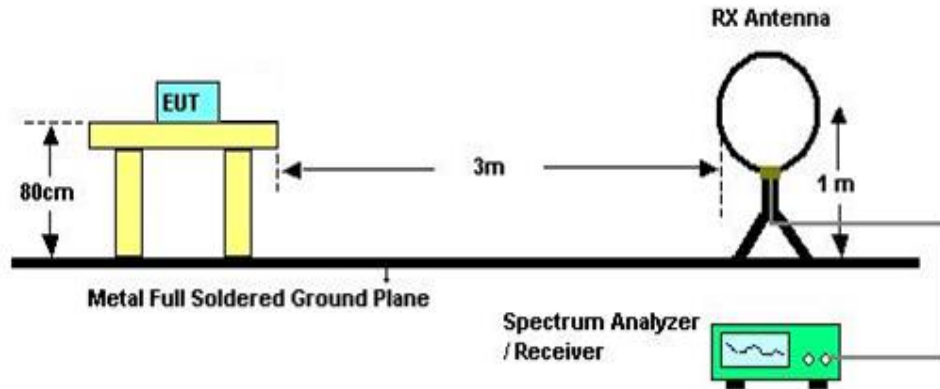 RX Antenna
EUT
3m
80cm
1 m
Metal Full Soldered Ground Plane
Spectrum Analyzer
/ Receiver